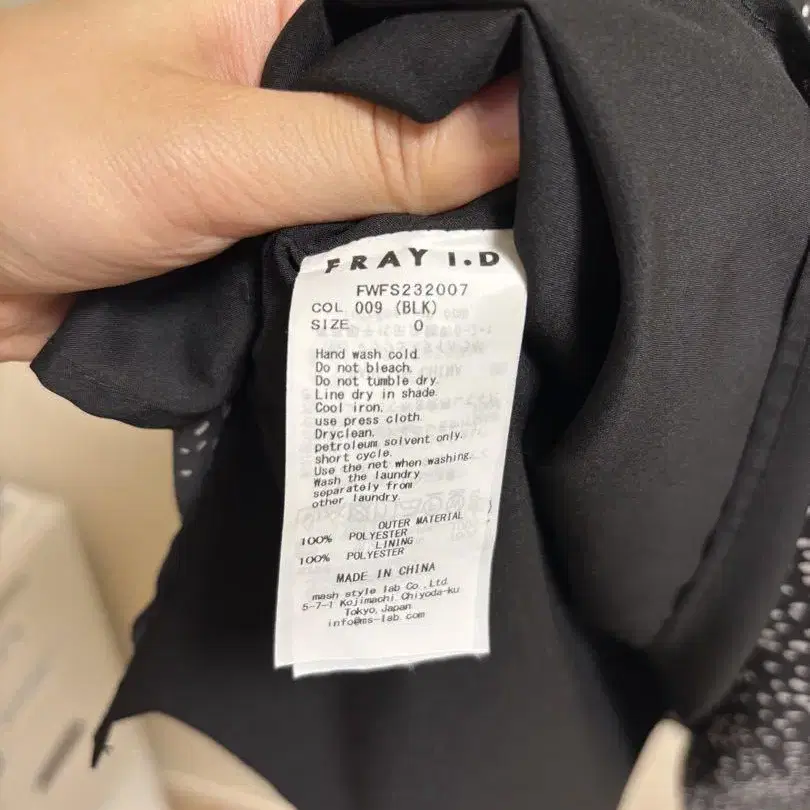 FRAY I.D
FWFS232007
COL 009 (BLK)
SIZE 0
Hand wash cold.
Do not bleach.
Do not tumble dry.
Line dry in shade.
Cool iron.
use press cloth.
Dryclean.
petroleum solvent only.
short cycle.
Use the net when washing.
Wash the laundry
separately from
other laundry.
OUTER MATERIAL
100% POLYESTER
LINING
100% POLYESTER
MADE IN CHINA
mash style lab Co.,Ltd.
5-7-1 Kojimachi Chiyoda-ku
Tokyo,Japan
info@ms-lab.com